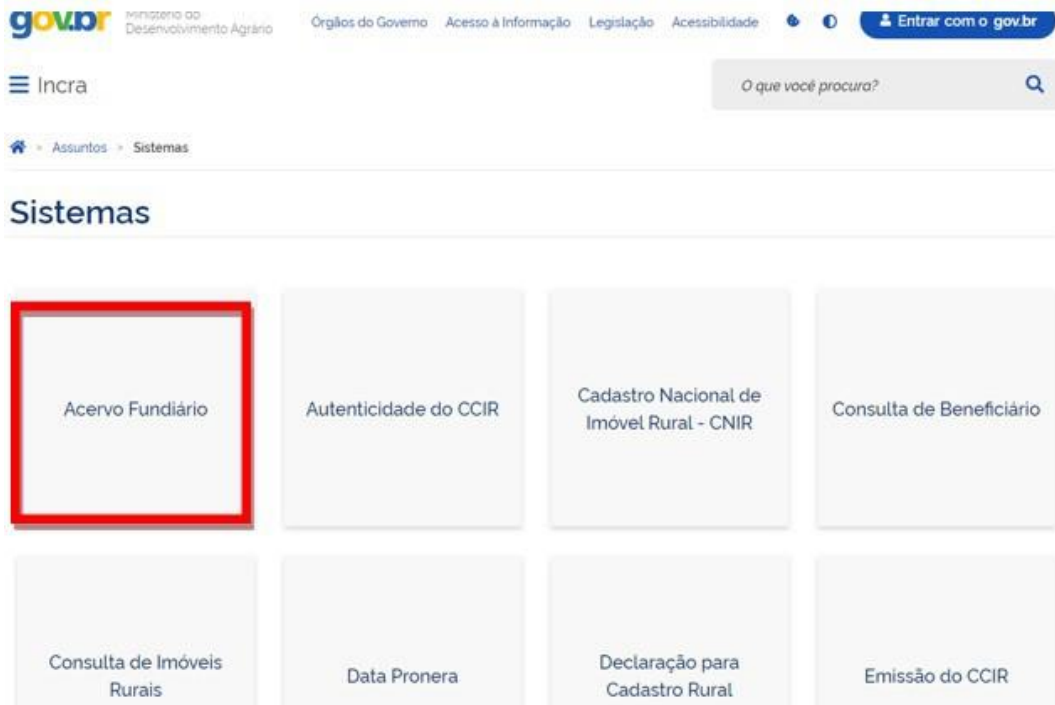 gov.br
Ministério do
Desenvolvimento Agrário
Órgãos do Governo Acesso à Informação Legislação Acessibilidade
Entrar com o gov.br
Incra
O que você procura?
Assuntos > Sistemas
Sistemas
Acervo Fundiário
Autenticidade do CCIR
Cadastro Nacional de
Imóvel Rural - CNIR
Consulta de Beneficiário
Consulta de Imóveis
Rurais
Data Pronera
Declaração para
Cadastro Rural
Emissão do CCIR